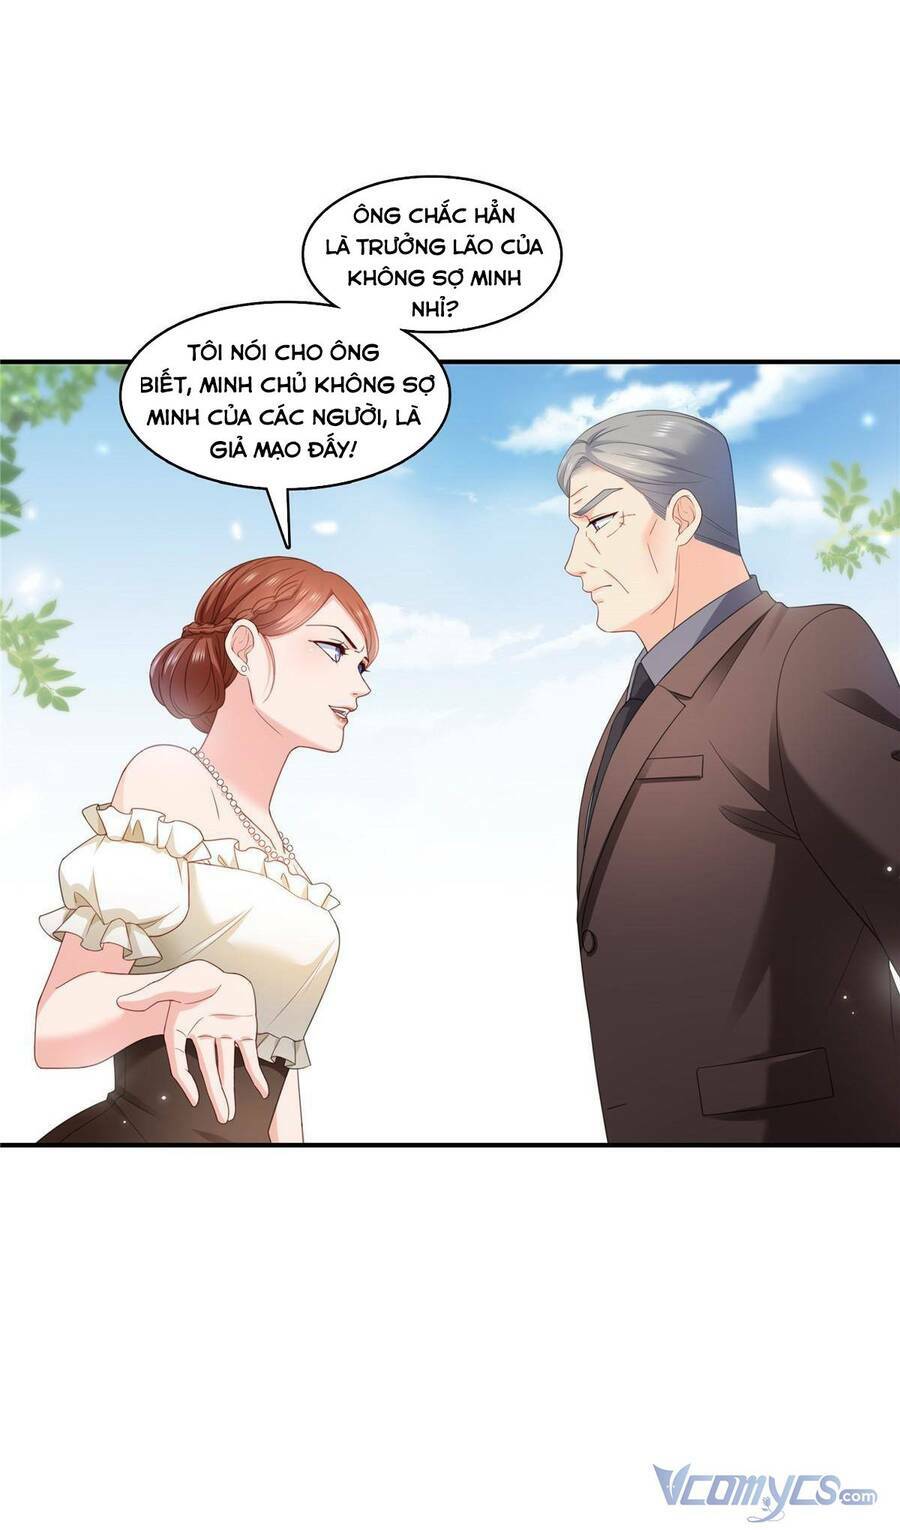 ÔNG CHẮC HẲN
LÀ TRƯỞNG LÃO CỦA
KHÔNG SỢ MINH
NHỈ?
TÔI NÓI CHO ÔNG
BIẾT, MINH CHỦ KHÔNG SỢ
MINH CỦA CÁC NGƯỜI, LÀ
GIẢ MẠO ĐẤY!
VCOMYCS.com